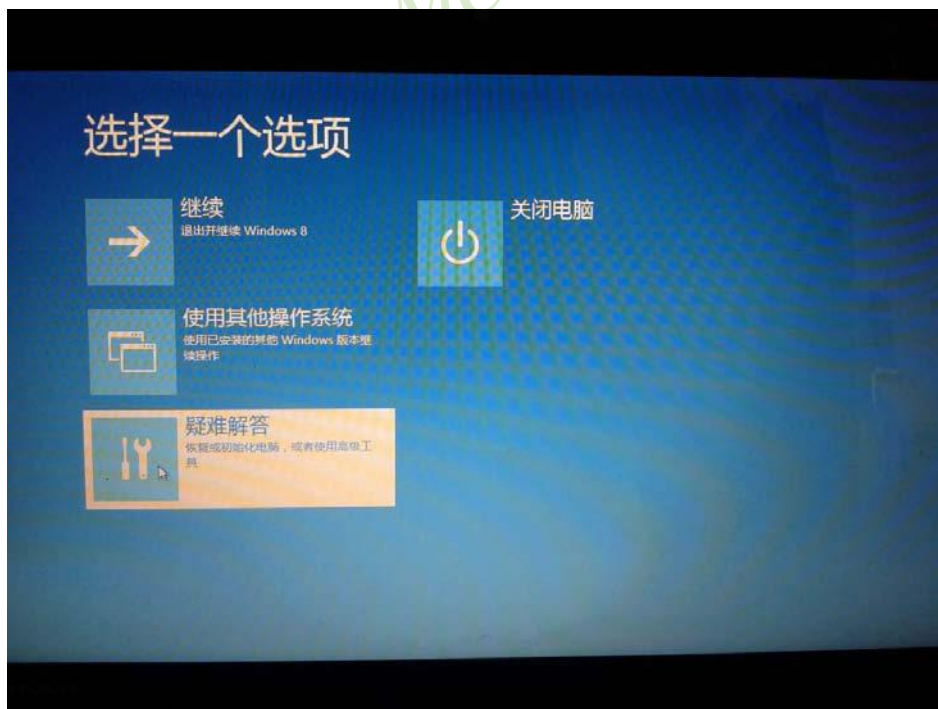 选择一个选项
继续
退出并继续 Windows 8
关闭电脑
使用其他操作系统
使用已安装的其他 Windows 版本继
续操作
疑难解答
恢复或初始化电脑，或者使用高级工
具